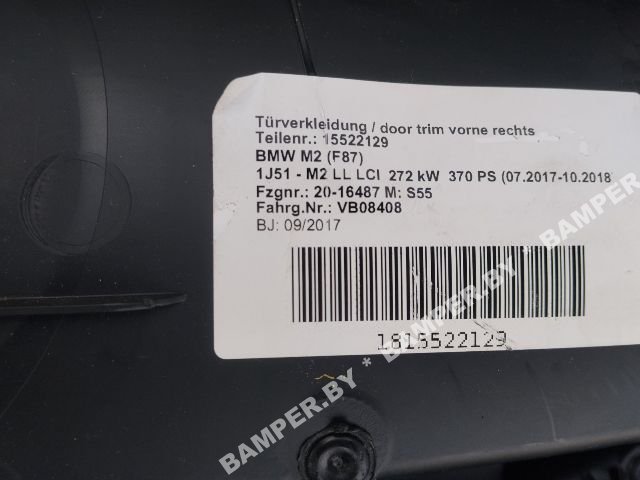 Türverkleidung / door trim vorne rechts
Teilenr.: 15522129
BMW M2 (F87)
1J51 - M2 LL LCI 272 kW 370 PS (07.2017-10.2018
Fzgnr.: 20-16487 M: S55
Fahrg.Nr.: VB08408
BJ: 09/2017
1815522129
BAMPER.BY * BAMPER.BY * BAMPER.BY